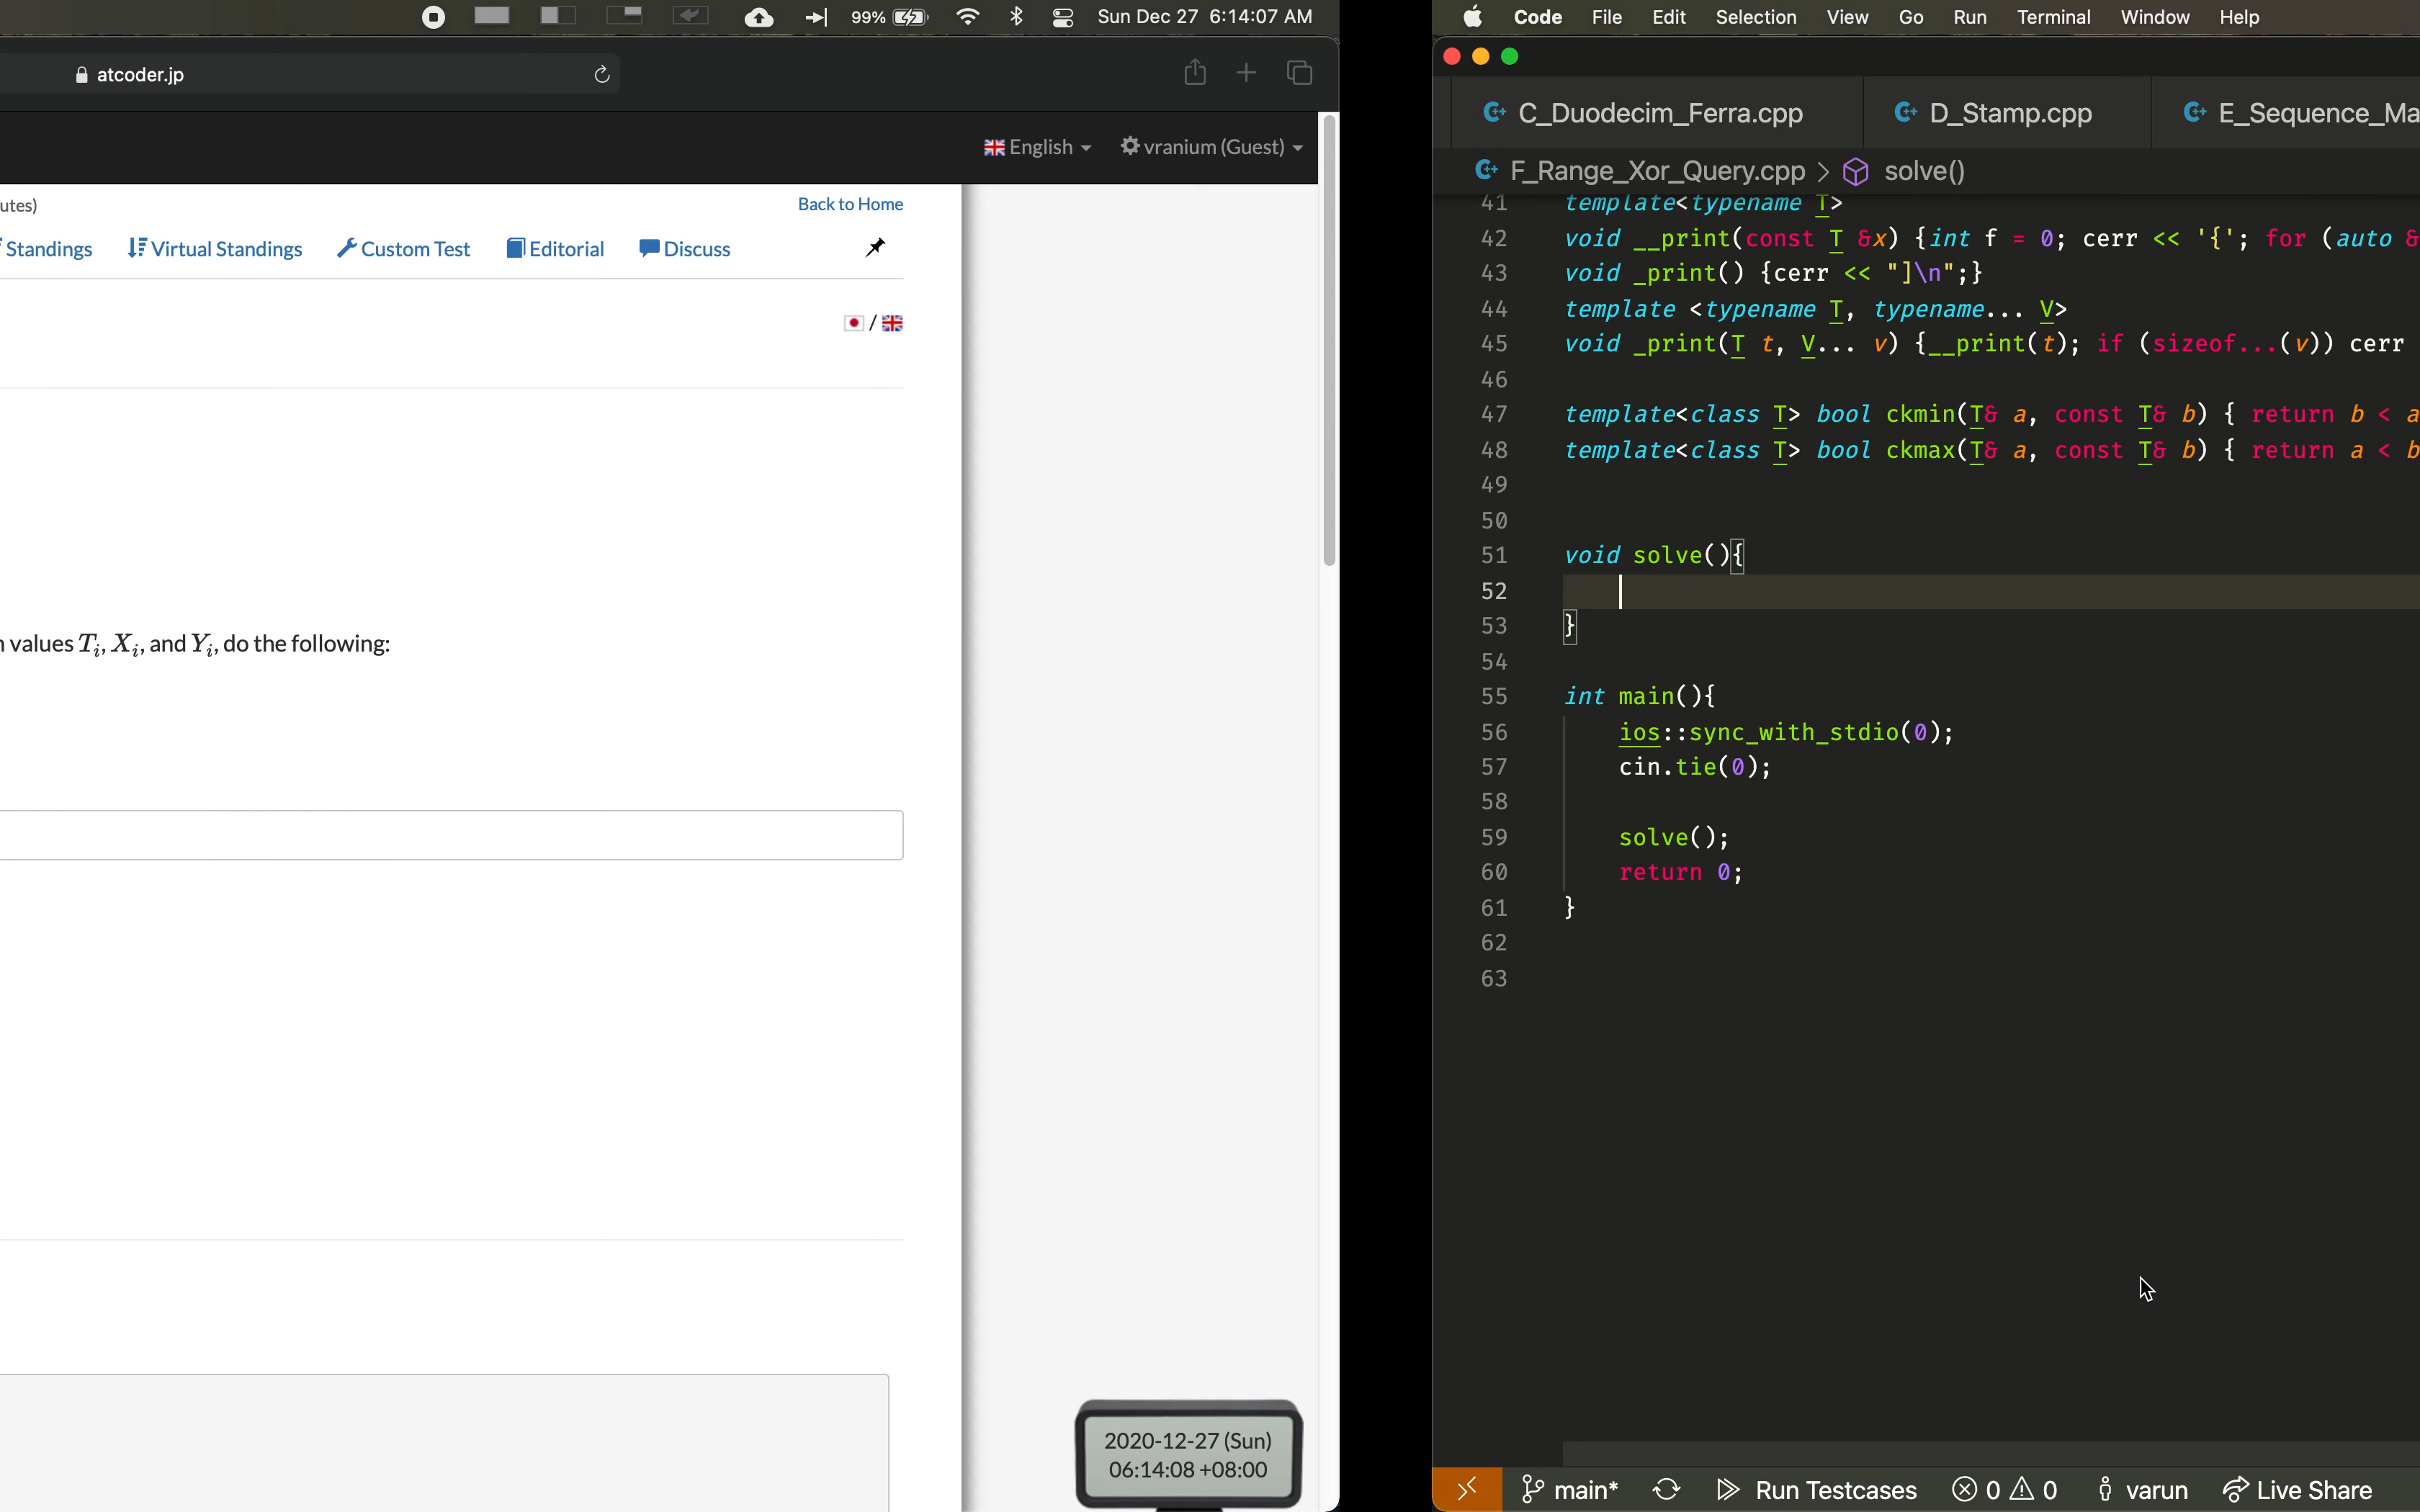 99%
Sun Dec 27 6:14:07 AM
atcoder.jp
English
vranium (Guest)
utes)
Back to Home
Standings
Virtual Standings
Custom Test
Editorial
Discuss
/
values Ti, Xi, and Yi, do the following:
2020-12-27 (Sun)
06:14:08 +08:00
Code File Edit Selection View Go Run Terminal Window Help
C_Duodecim_Ferra.cpp
D_Stamp.cpp
E_Sequence_Ma
F_Range_Xor_Query.cpp > solve()
41 template<typename T>
42 void __print(const T &x) {int f = 0; cerr << '{'; for (auto &
43 void _print() {cerr << "]\n";}
44 template <typename T, typename... V>
45 void _print(T t, V... v) {__print(t); if (sizeof...(v)) cerr
46
47 template<class T> bool ckmin(T& a, const T& b) { return b < a
48 template<class T> bool ckmax(T& a, const T& b) { return a < b
49
50
51 void solve(){
52
53 }
54
55 int main(){
56 ios::sync_with_stdio(0);
57 cin.tie(0);
58
59 solve();
60 return 0;
61 }
62
63
main* Run Testcases 0 0 varun Live Share